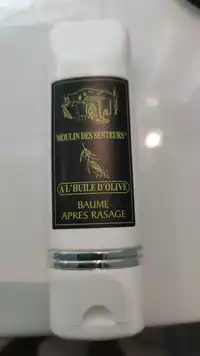 MOULIN DES SENTEURS®
A L'HUILE D'OLIVE
BAUME
APRES RASAGE